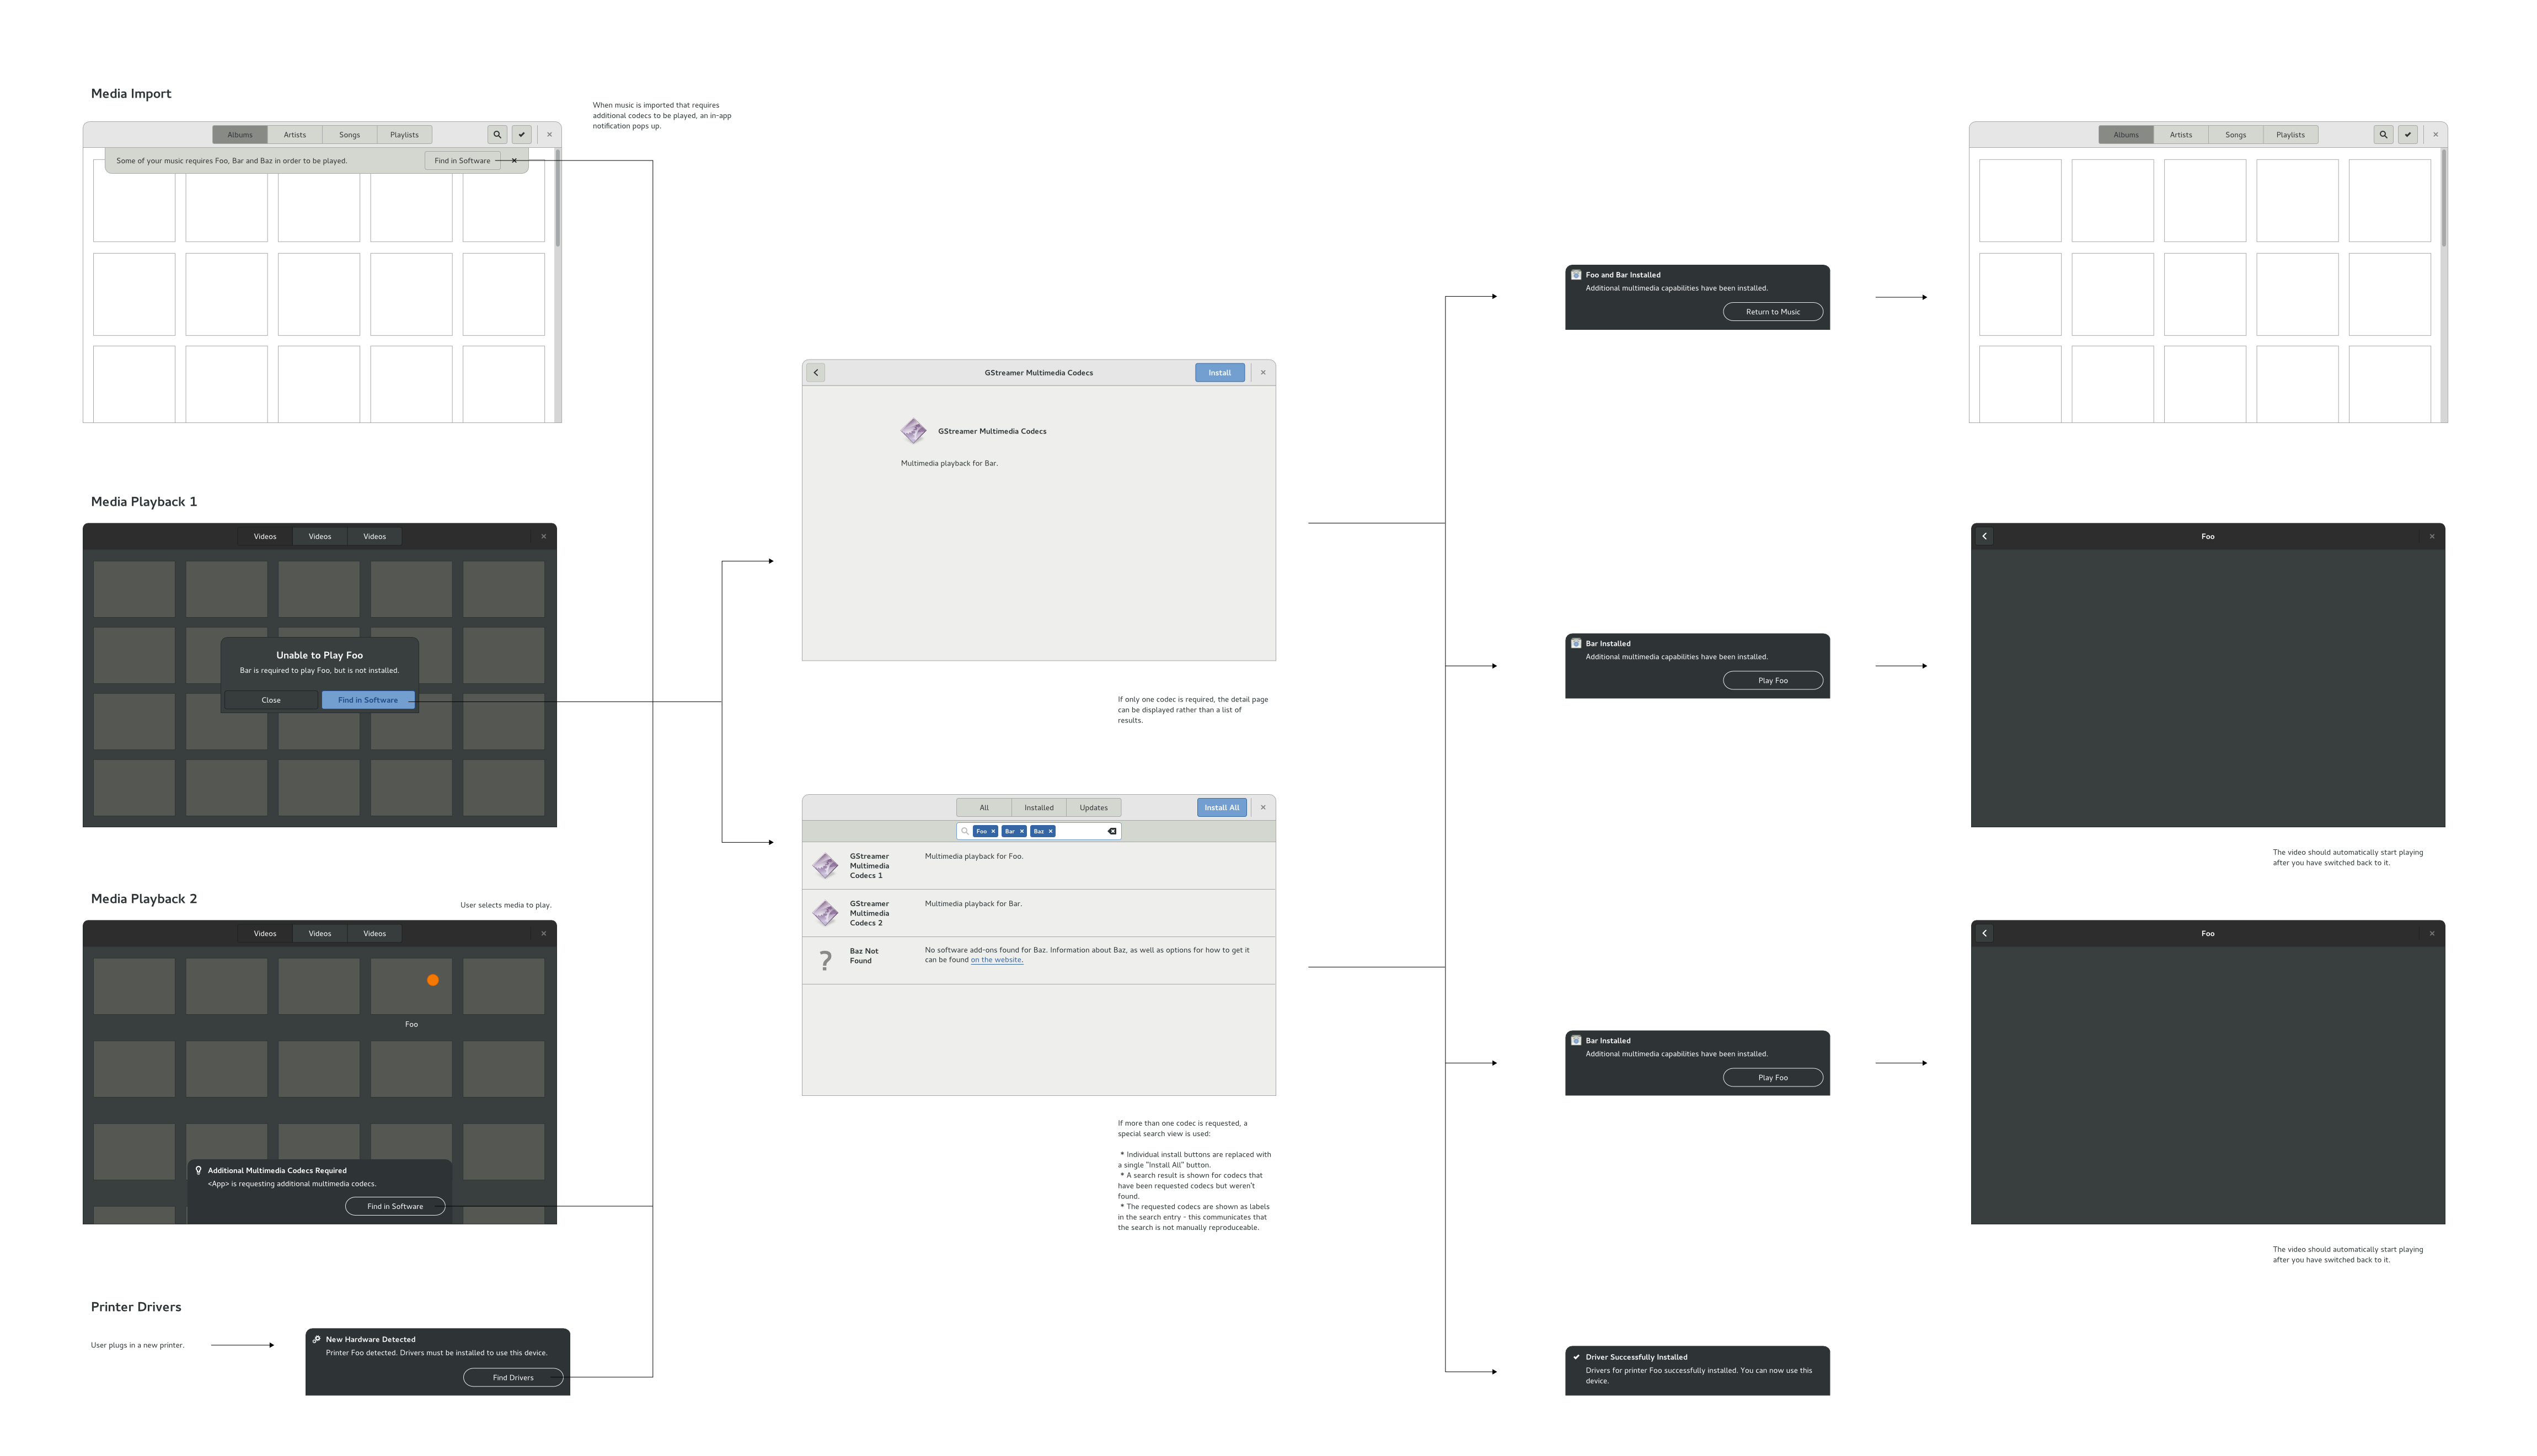 Media Import
When music is imported that requires
additional codecs to be played, an in-app
notification pops up.
Albums
Artists
Songs
Playlists
Some of your music requires Foo, Bar and Baz in order to be played.
Find in Software
Media Playback 1
Videos
Videos
Videos
Unable to Play Foo
Bar is required to play Foo, but is not installed.
Close
Find in Software
Media Playback 2
User selects media to play.
Videos
Videos
Videos
Foo
Additional Multimedia Codecs Required
<App> is requesting additional multimedia codecs.
Find in Software
Printer Drivers
User plugs in a new printer.
New Hardware Detected
Printer Foo detected. Drivers must be installed to use this device.
Find Drivers
GStreamer Multimedia Codecs
Install
GStreamer Multimedia Codecs
Multimedia playback for Bar.
If only one codec is required, the detail page
can be displayed rather than a list of
results.
All
Installed
Updates
Install All
Foo
Bar
Baz
GStreamer
Multimedia
Codecs 1
Multimedia playback for Foo.
GStreamer
Multimedia
Codecs 2
Multimedia playback for Bar.
Baz Not
Found
No software add-ons found for Baz. Information about Baz, as well as options for how to get it
can be found on the website.
If more than one codec is requested, a
special search view is used:
* Individual install buttons are replaced with
a single "Install All" button.
* A search result is shown for codecs that
have been requested codecs but weren't
found.
* The requested codecs are shown as labels
in the search entry - this communicates that
the search is not manually reproduceable.
Foo and Bar Installed
Additional multimedia capabilities have been installed.
Return to Music
Bar Installed
Additional multimedia capabilities have been installed.
Play Foo
Bar Installed
Additional multimedia capabilities have been installed.
Play Foo
Driver Successfully Installed
Drivers for printer Foo successfully installed. You can now use this
device.
Albums
Artists
Songs
Playlists
Foo
The video should automatically start playing
after you have switched back to it.
Foo
The video should automatically start playing
after you have switched back to it.